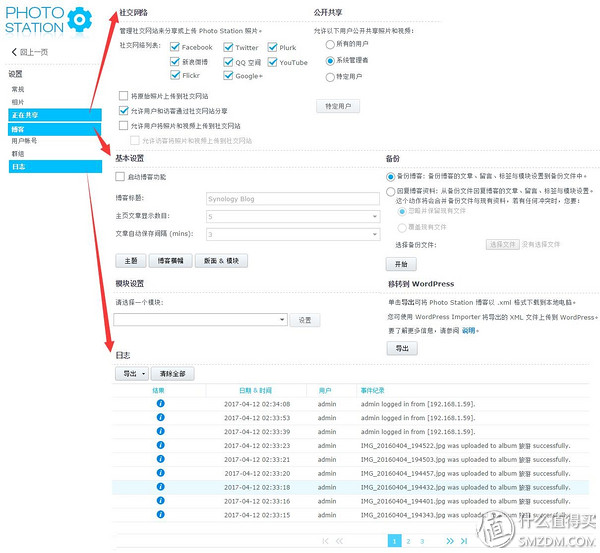 PHOTO
STATION
回上一页
设置
常规
相片
正在共享
博客
用户帐号
群组
日志
社交网络
管理社交网站来分享或上传 Photo Station 照片。
社交网络列表:
Facebook
Twitter
Plurk
新浪微博
QQ 空间
YouTube
Flickr
Google+
将原始照片上传到社交网站
允许用户和访客通过社交网站分享
允许用户将照片和视频上传到社交网站
允许访客将照片和视频上传到社交网站
公开共享
允许以下用户公开共享照片和视频:
所有的用户
系统管理者
特定用户
特定用户
基本设置
启动博客功能
博客标题:
Synology Blog
主页文章显示数目:
5
文章自动保存间隔 (mins):
3
主题
博客横幅
版面 & 模块
备份
备份博客: 备份博客的文章、留言、标签与模块设置到备份文件中。
回复博客资料: 从备份文件回复博客的文章、留言、标签与模块设置。
这个动作将会合并备份文件与现有资料, 若有任何冲突时, 您要:
忽略并保留现有文件
覆盖现有文件
选择备份文件:
选择文件 没有选择文件
开始
模块设置
请选择一个模块:
设置
移转到 WordPress
单击导出可将 Photo Station 博客以 .xml 格式下载到本地电脑。
您可使用 WordPress Importer 将导出的 XML 文件上传到 WordPress。
要了解更多信息, 请参阅 说明。
导出
日志
导出
清除全部
结果 日期 & 时间 用户 事件纪录
2017-04-12 02:34:08 admin admin logged in from [192.168.1.59].
2017-04-12 02:33:53 admin admin logged in from [192.168.1.59].
2017-04-12 02:33:39 admin admin logged in from [192.168.1.59].
2017-04-12 02:33:23 admin IMG_20160404_194522.jpg was uploaded to album successfully.
2017-04-12 02:33:21 admin IMG_20160404_194503.jpg was uploaded to album successfully.
2017-04-12 02:33:20 admin IMG_20160404_194457.jpg was uploaded to album successfully.
2017-04-12 02:33:18 admin IMG_20160404_194432.jpg was uploaded to album successfully.
2017-04-12 02:33:16 admin IMG_20160404_194401.jpg was uploaded to album successfully.
2017-04-12 02:33:15 admin IMG_20160404_194343.jpg was uploaded to album
1 2 3
值 什么值得买
SMZDM.COM